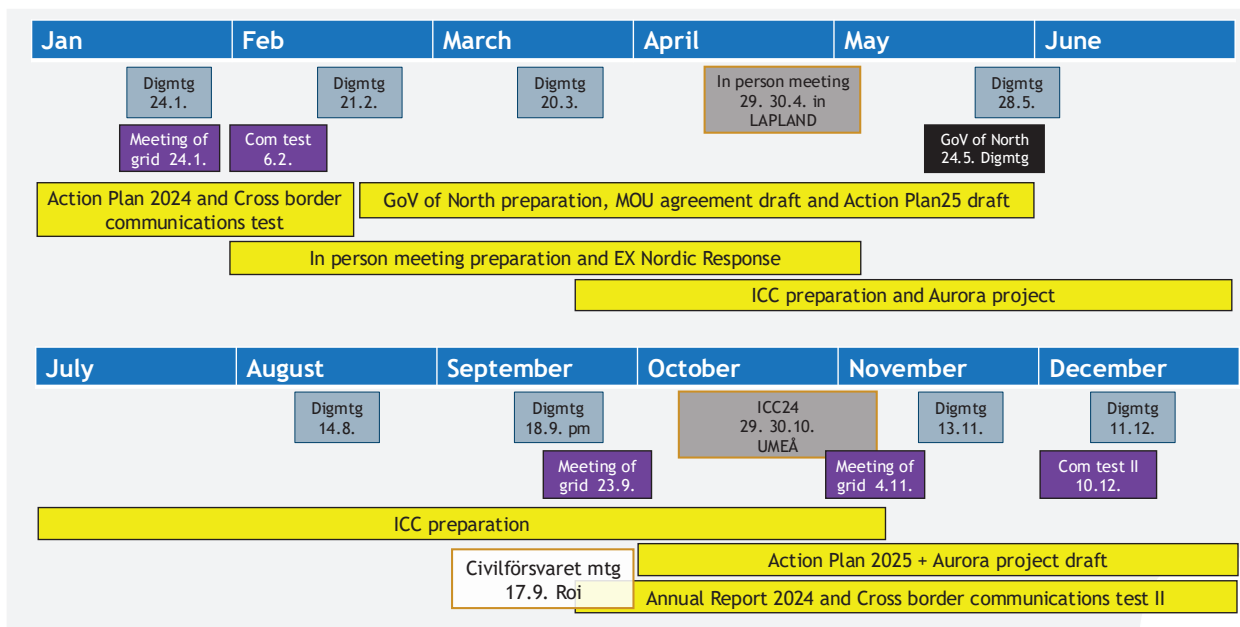 Jan Feb March April May June
Digmtg
24.1.
Digmtg
21.2.
Digmtg
20.3.
In person meeting
29. 30.4. in
LAPLAND
Digmtg
28.5.
Meeting of
grid 24.1.
Com test
6.2.
GoV of North
24.5. Digmtg
Action Plan 2024 and Cross border
communications test
GoV of North preparation, MOU agreement draft and Action Plan25 draft
In person meeting preparation and EX Nordic Response
ICC preparation and Aurora project
July August September October November December
Digmtg
14.8.
Digmtg
18.9. pm
ICC24
29. 30.10.
UMEÅ
Digmtg
13.11.
Digmtg
11.12.
Meeting of
grid 23.9.
Meeting of
grid 4.11.
Com test II
10.12.
ICC preparation
Civilförsvaret mtg
17.9. Roi
Action Plan 2025 + Aurora project draft
Annual Report 2024 and Cross border communications test II